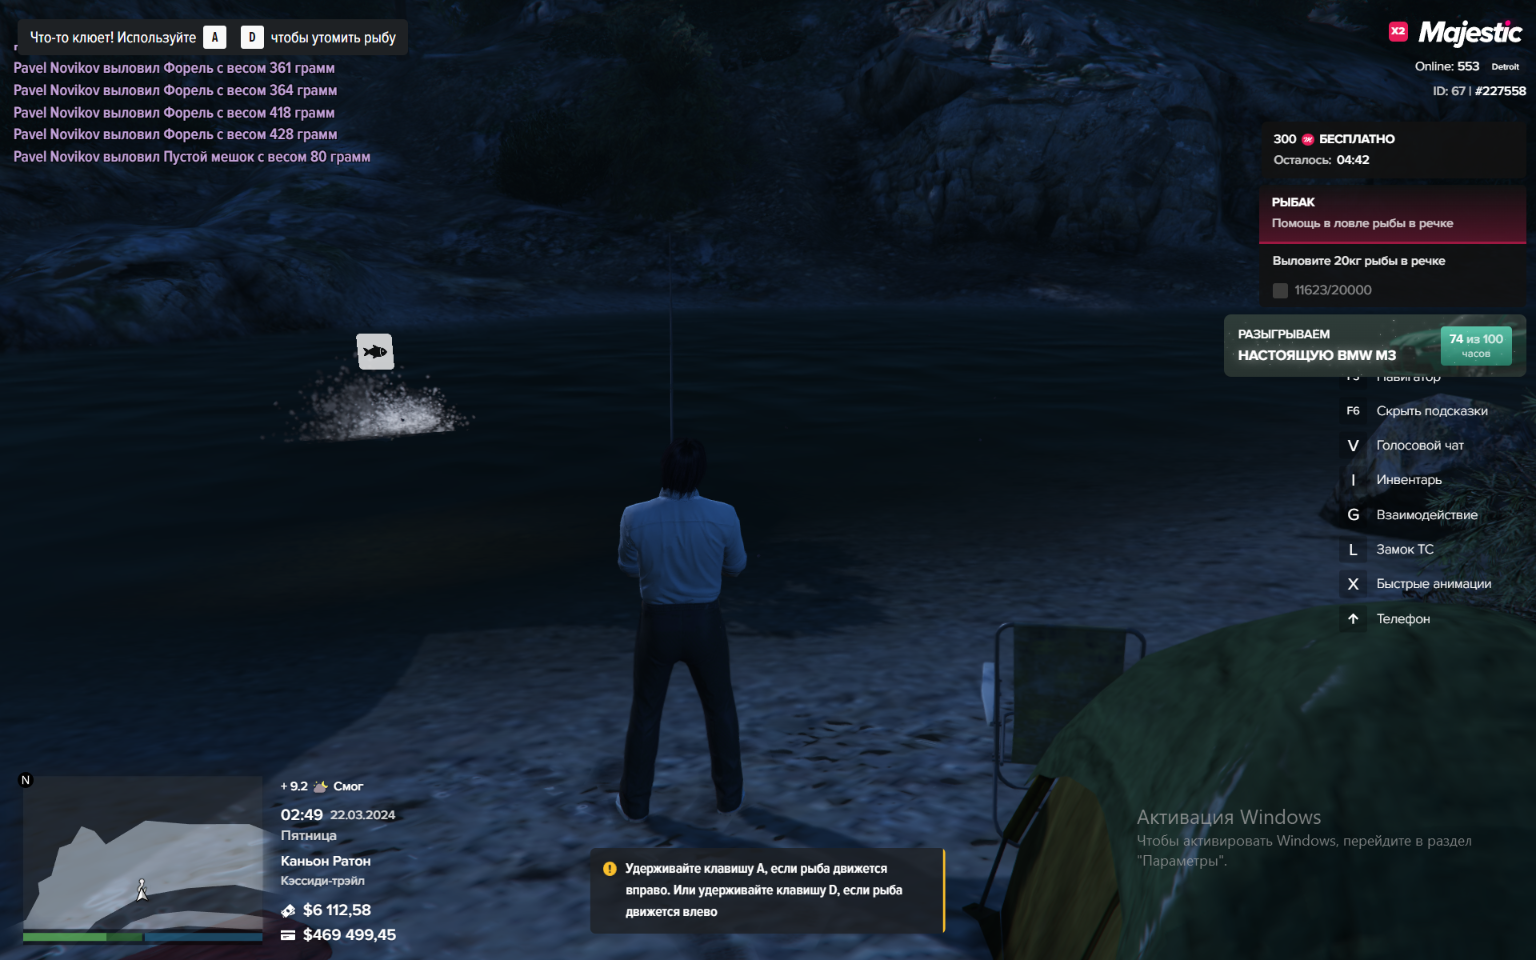 Что-то клюет! Используйте A D чтобы утомить рыбу
Pavel Novikov выловил Форель с весом 361 грамм
Pavel Novikov выловил Форель с весом 364 грамм
Pavel Novikov выловил Форель с весом 418 грамм
Pavel Novikov выловил Форель с весом 428 грамм
Pavel Novikov выловил Пустой мешок с весом 80 грамм
X2 Majestic
Online: 553 Detroit
ID: 67 | #227558
300 БЕСПЛАТНО
Осталось: 04:42
РЫБАК
Помощь в ловле рыбы в речке
Выловите 20кг рыбы в речке
11623/20000
РАЗЫГРЫВАЕМ
НАСТОЯЩУЮ BMW M3
74 из 100
часов
Навигатор
F6 Скрыть подсказки
V Голосовой чат
I Инвентарь
G Взаимодействие
L Замок ТС
X Быстрые анимации
↑ Телефон
N
+ 9.2 Смог
02:49 22.03.2024
Пятница
Каньон Ратон
Кэссиди-трэйл
$6 112,58
$469 499,45
Удерживайте клавишу A, если рыба движется
вправо. Или удерживайте клавишу D, если рыба
движется влево
Активация Windows
Чтобы активировать Windows, перейдите в раздел
"Параметры".